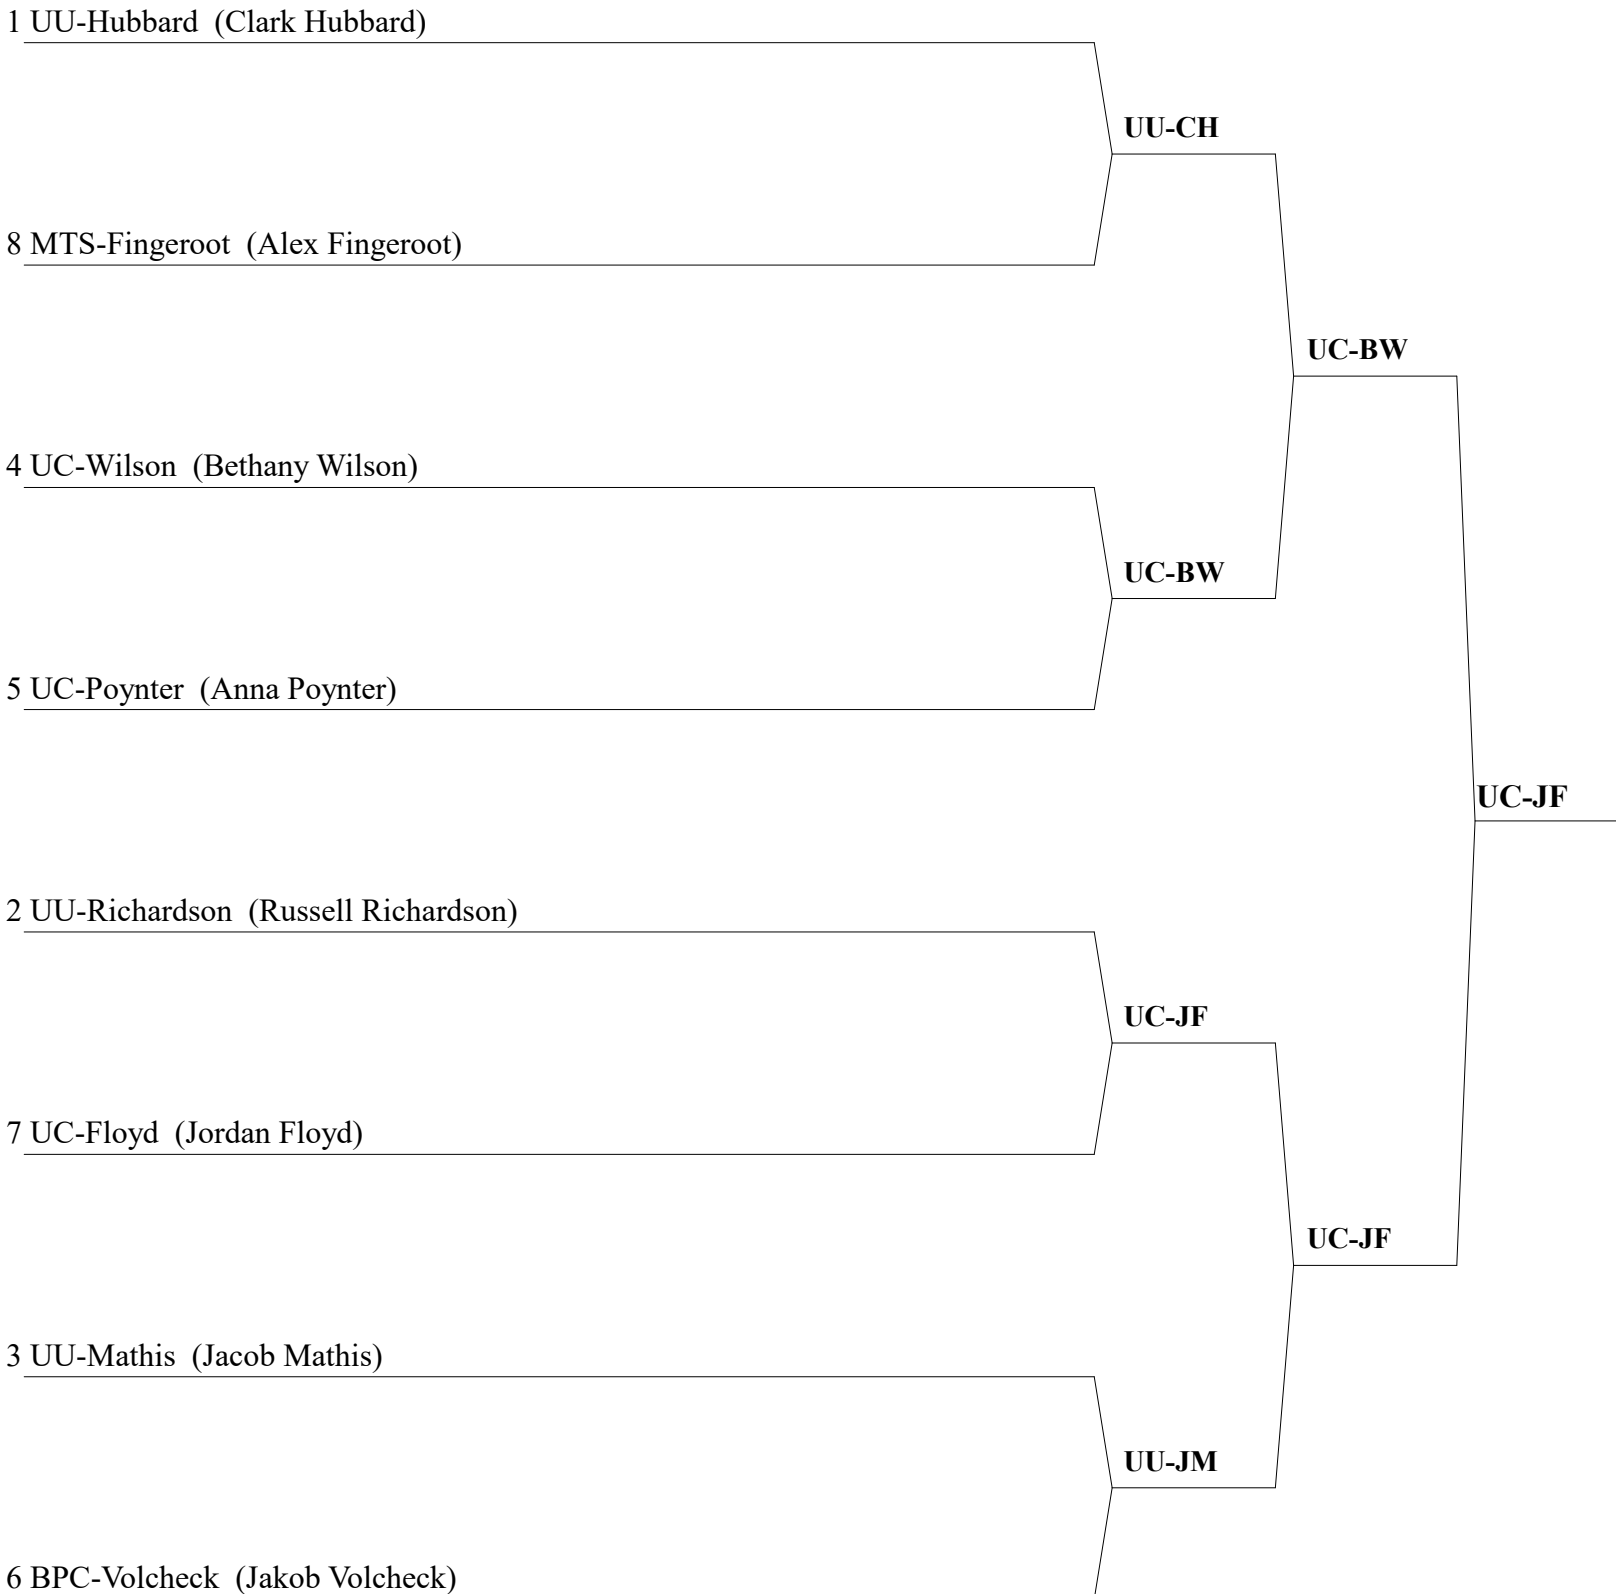 1 UU-Hubbard (Clark Hubbard)
UU-CH
8 MTS-Fingeroot (Alex Fingeroot)
UC-BW
4 UC-Wilson (Bethany Wilson)
UC-BW
5 UC-Poynter (Anna Poynter)
UC-JF
2 UU-Richardson (Russell Richardson)
UC-JF
7 UC-Floyd (Jordan Floyd)
UC-JF
3 UU-Mathis (Jacob Mathis)
UU-JM
6 BPC-Volcheck (Jakob Volcheck)